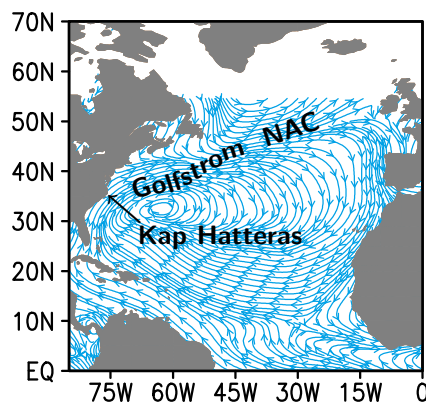 70N
60N
50N
40N
30N
20N
10N
EQ
Golfstrom NAC
Kap Hatteras
75W 60W 45W 30W 15W 0